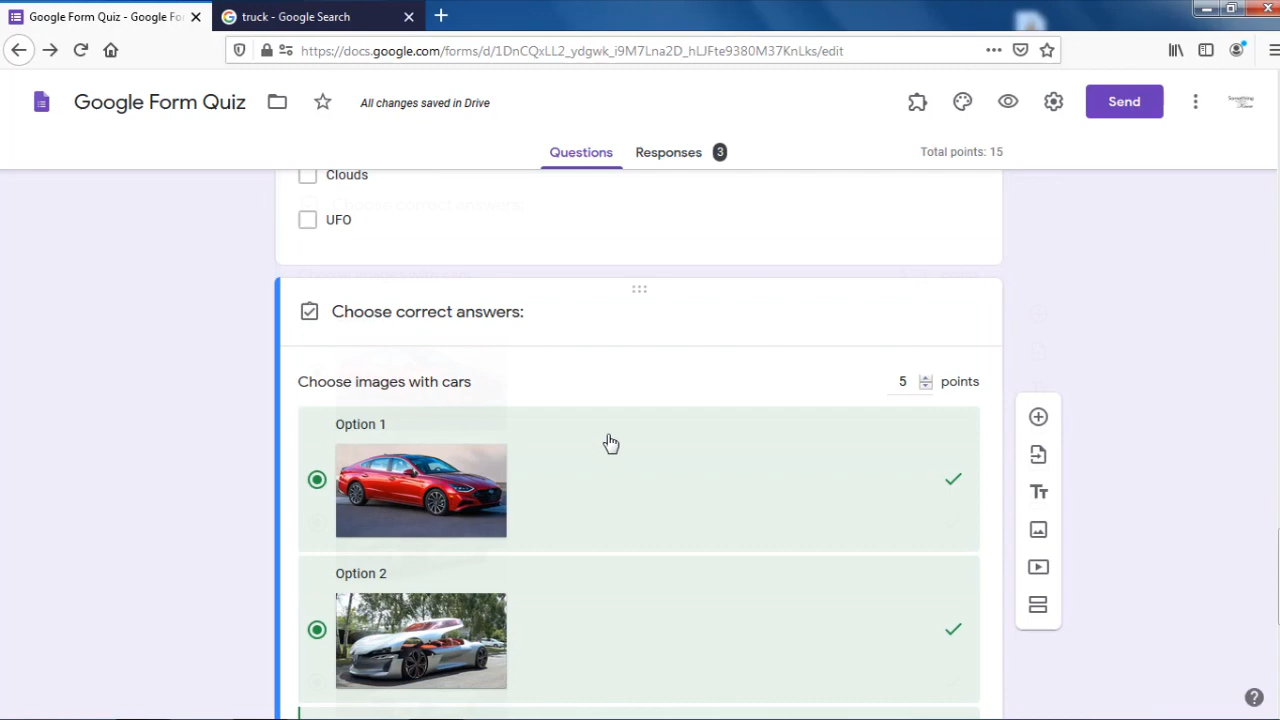 Google Form Quiz - Google For
truck - Google Search
https://docs.google.com/forms/d/1DnCQxLL2_ydgwk_i9M7Lna2D_hLJFte9380M37KnLks/edit
Google Form Quiz
All changes saved in Drive
Send
Questions
Responses 3
Total points: 15
Clouds
UFO
Choose correct answers:
Choose images with cars
5 points
Option 1
Option 2